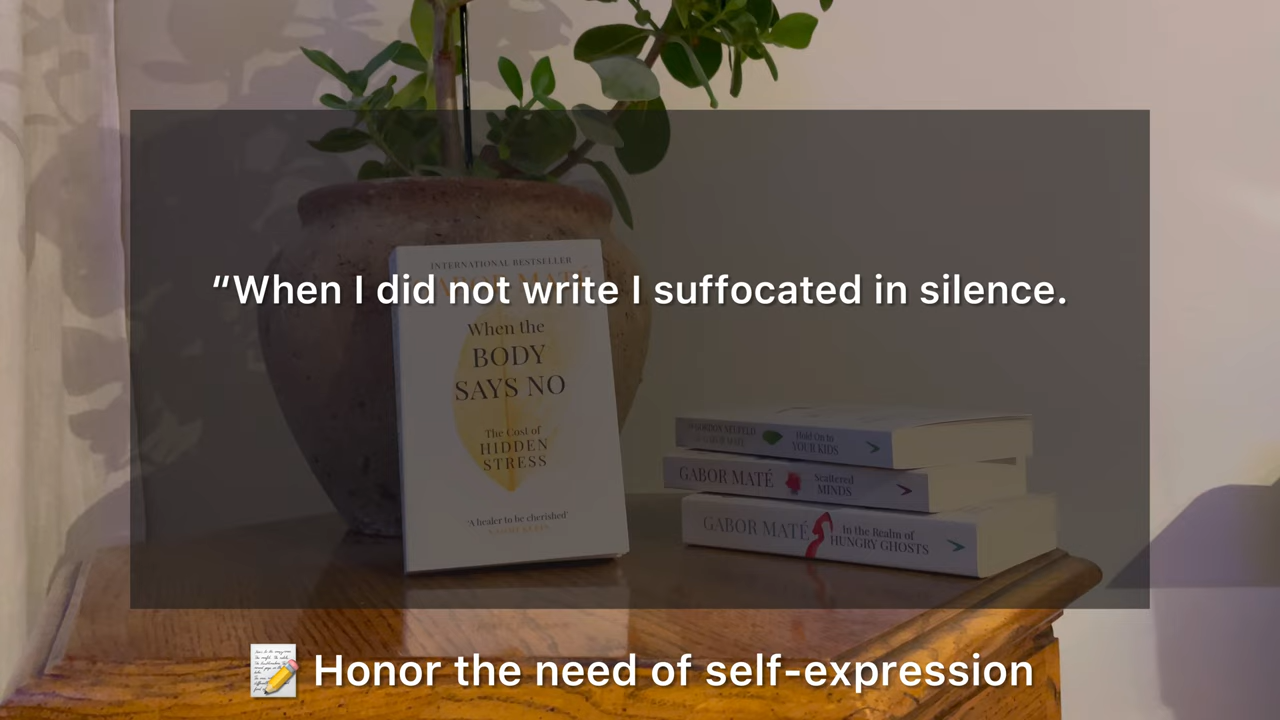 “When I did not write I suffocated in silence.
INTERNATIONAL BESTSELLER
GABOR MATÉ
When the
BODY
SAYS NO
The Cost of
HIDDEN
STRESS
'A healer to be cherished'
Hold On to
YOUR KIDS
GABOR MATÉ
Scattered
MINDS
GABOR MATÉ
In the Realm of
HUNGRY GHOSTS
📝 Honor the need of self-expression